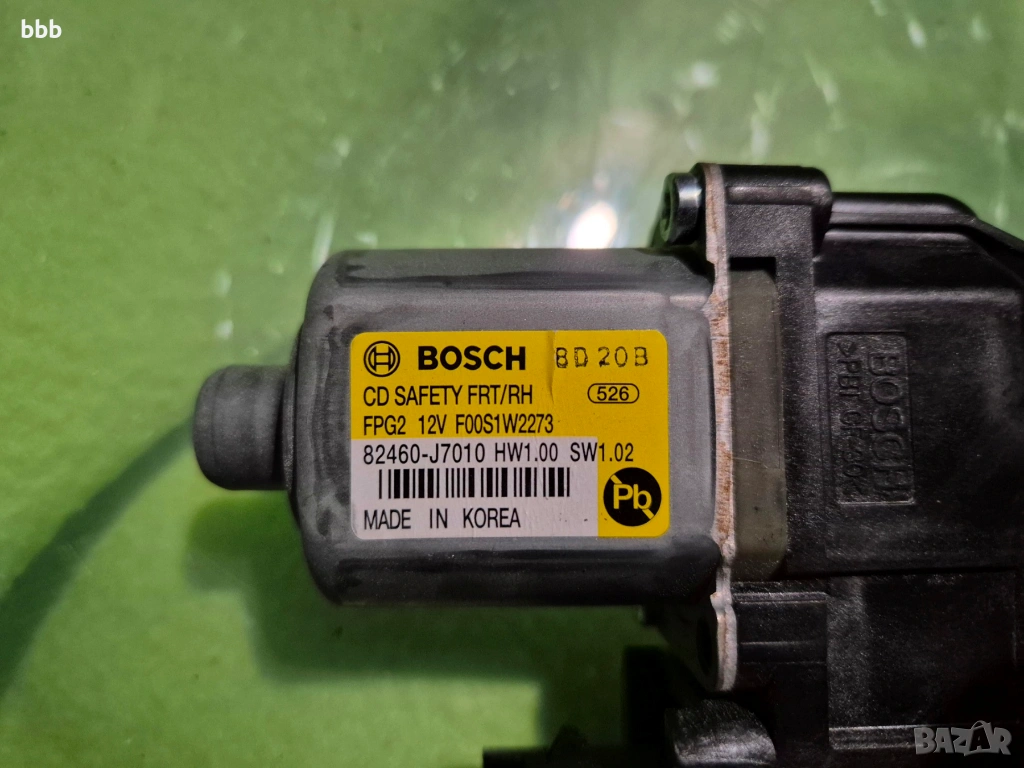 bbb
BOSCH 8D20B
CD SAFETY FRT/RH 526
FPG2 12V F00S1W2273
82460-J7010 HW1.00 SW1.02
Pb
MADE IN KOREA
BOSCH
BAZAR